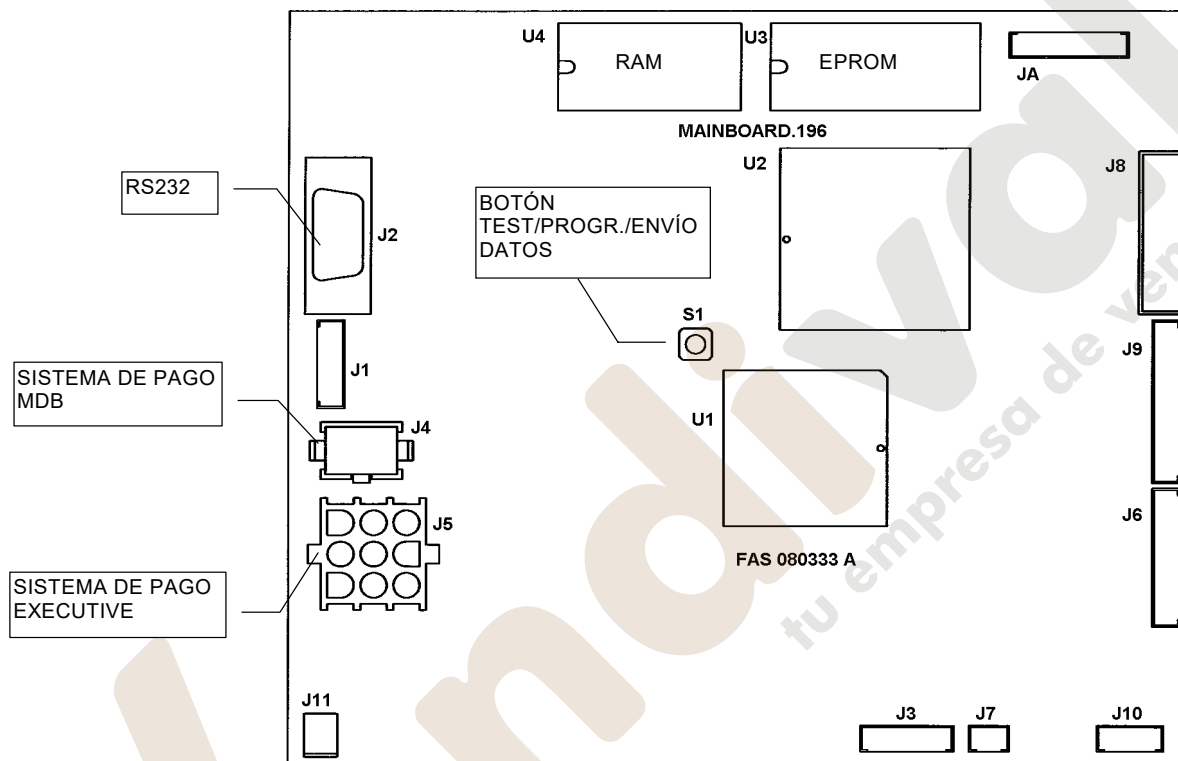 U4
RAM
U3
EPROM
JA
MAINBOARD.196
U2
J8
RS232
BOTÓN
TEST/PROGR./ENVÍO
DATOS
J2
S1
J9
J1
SISTEMA DE PAGO
MDB
J4
U1
J5
J6
FAS 080333 A
SISTEMA DE PAGO
EXECUTIVE
J11
J3
J7
J10
tu empresa de